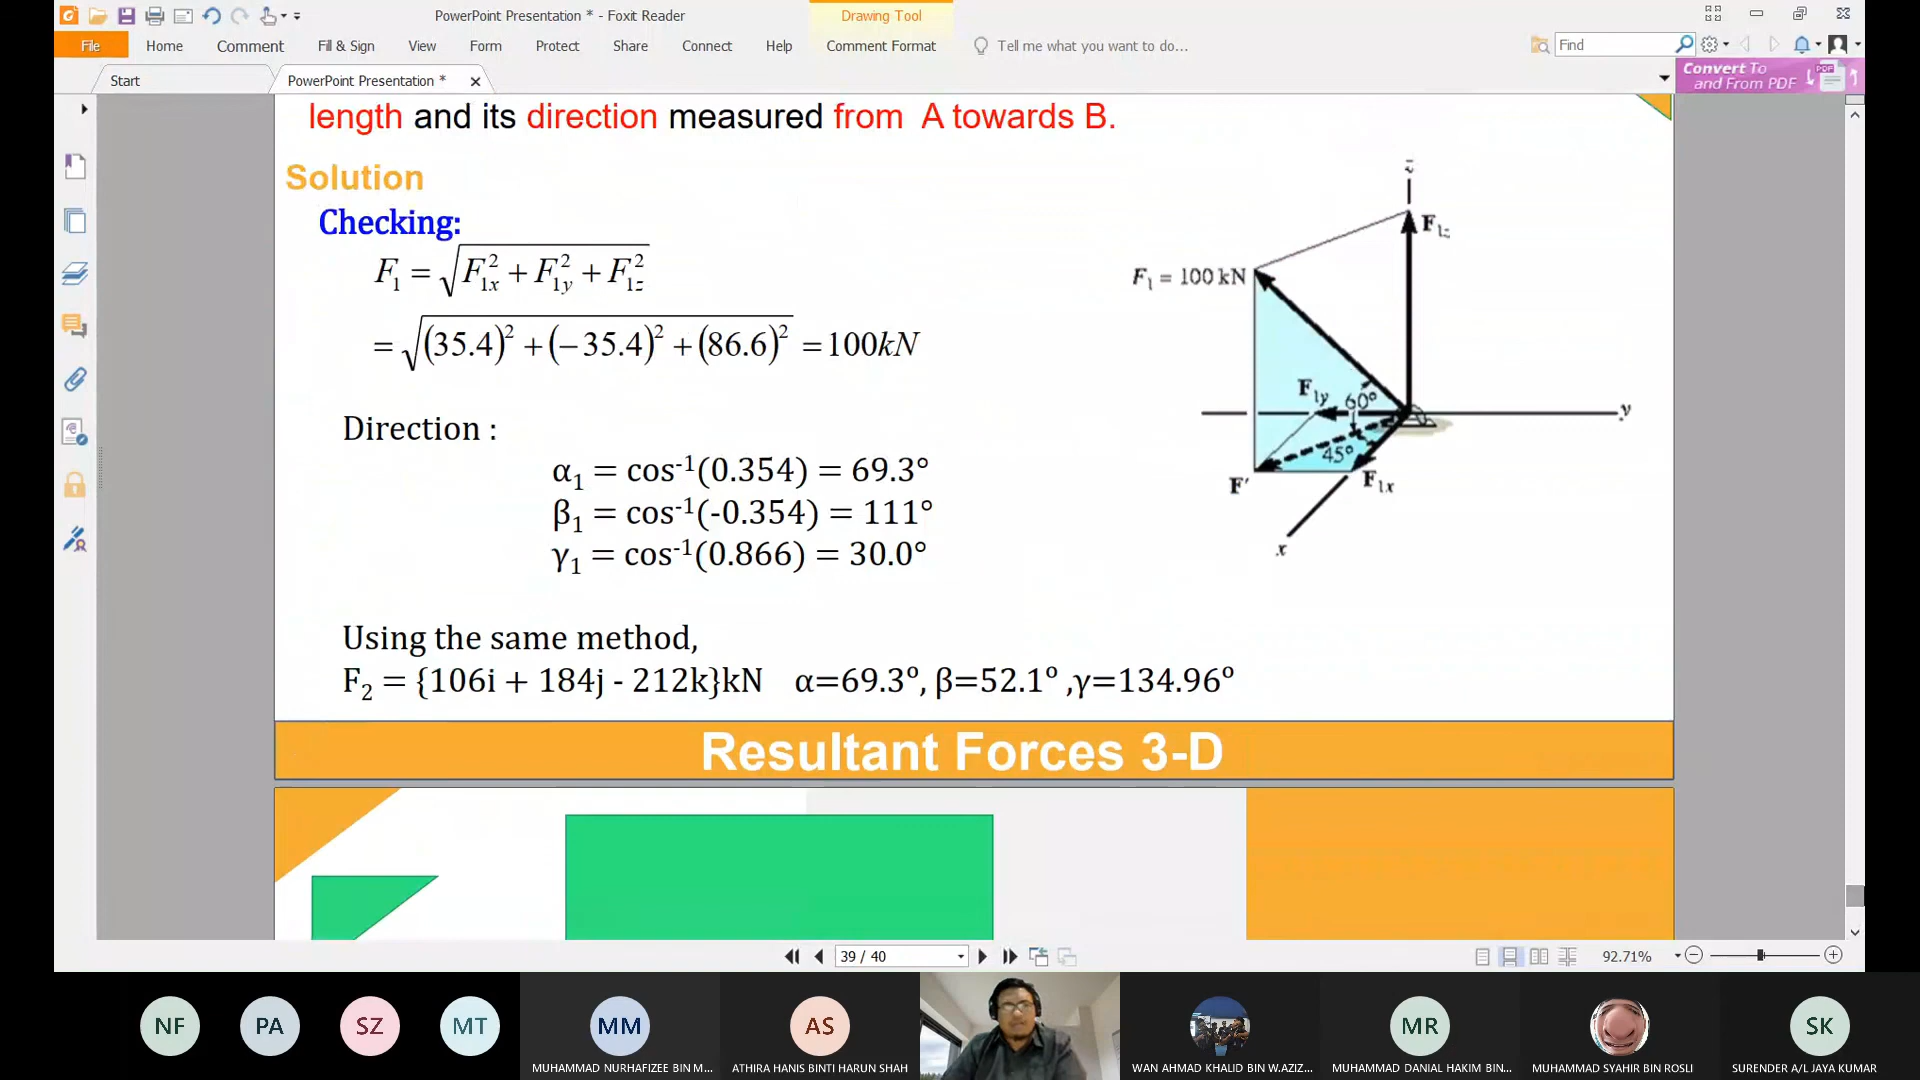 PowerPoint Presentation * - Foxit Reader
Drawing Tool
File Home Comment Fill & Sign View Form Protect Share Connect Help Comment Format Tell me what you want to do... Find
Start PowerPoint Presentation *
Convert To
and From PDF
PDF
length and its direction measured from A towards B.
Solution
Checking:
F₁ = √F₁ₓ² + F₁y² + F₁z²
= √(35.4)² + (−35.4)² + (86.6)² = 100kN
Direction :
α₁ = cos⁻¹(0.354) = 69.3°
β₁ = cos⁻¹(-0.354) = 111°
γ₁ = cos⁻¹(0.866) = 30.0°
Using the same method,
F₂ = {106i + 184j - 212k}kN α=69.3°, β=52.1° ,γ=134.96°
z
F₁z
F₁ = 100 kN
F₁y
60°
y
45°
F′
F₁ₓ
x
Resultant Forces 3-D
39 / 40
92.71%
NF PA SZ MT MM AS MR SK
MUHAMMAD NURHAFIZEE BIN M... ATHIRA HANIS BINTI HARUN SHAH WAN AHMAD KHALID BIN W.AZIZ... MUHAMMAD DANIAL HAKIM BIN... MUHAMMAD SYAHIR BIN ROSLI SURENDER A/L JAYA KUMAR